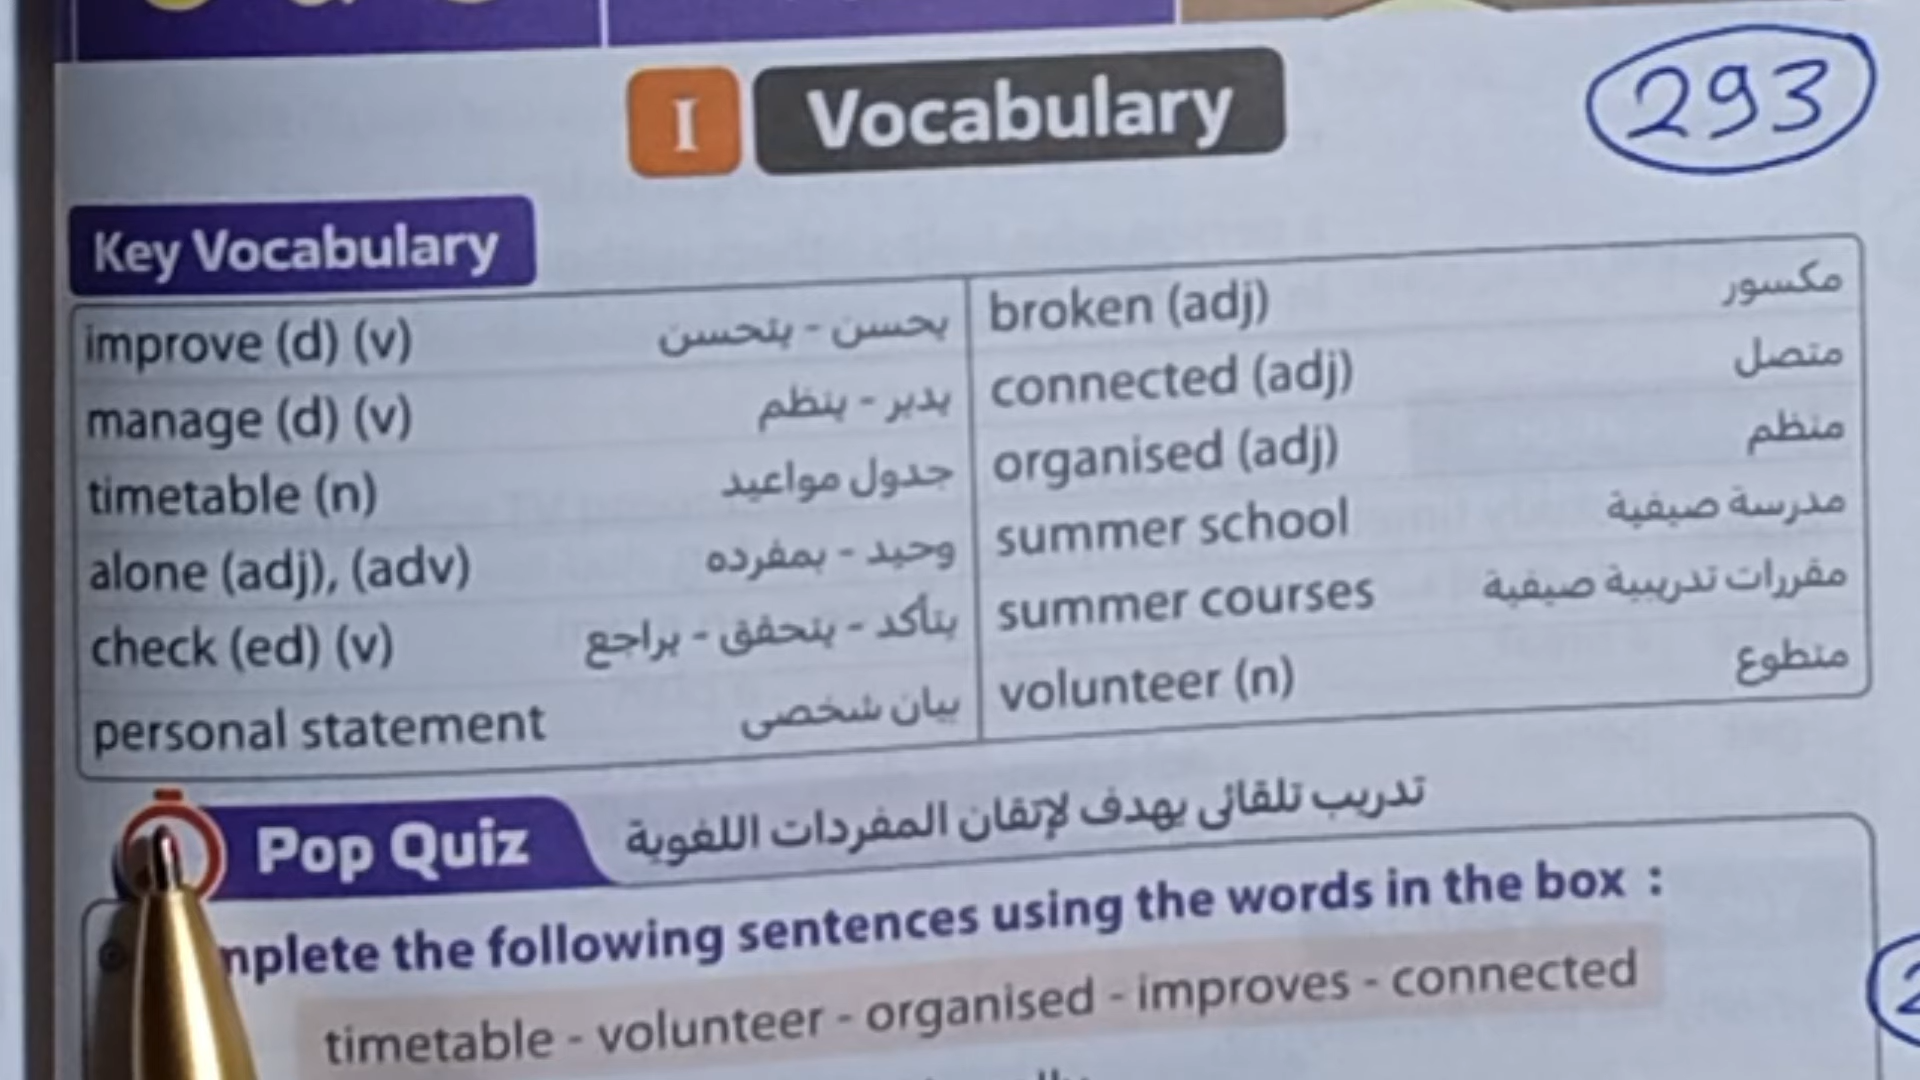 I Vocabulary
293
Key Vocabulary
improve (d) (v) يحسن - يتحسن
manage (d) (v) يدير - ينظم
timetable (n) جدول مواعيد
alone (adj), (adv) وحيد - بمفرده
check (ed) (v) يتأكد - يتحقق - يراجع
personal statement بيان شخصى
broken (adj) مكسور
connected (adj) متصل
organised (adj) منظم
summer school مدرسة صيفية
summer courses مقررات تدريبية صيفية
volunteer (n) متطوع
Pop Quiz تدريب تلقائى يهدف لإتقان المفردات اللغوية
mplete the following sentences using the words in the box :
timetable - volunteer - organised - improves - connected